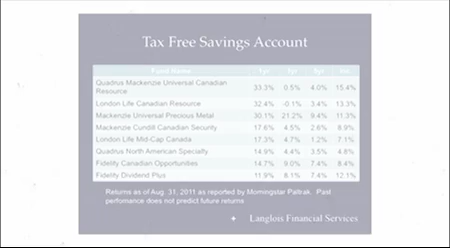 Tax Free Savings Account
Fund Name 1yr 3yr 5yr
Quadrus Mackenzie Universal Canadian
Resource 33.3% 0.5% 4.0% 15.4%
London Life Canadian Resource 32.4% -0.1% 3.4% 13.3%
Mackenzie Universal Precious Metal 30.1% 21.2% 9.4% 11.3%
Mackenzie Cundill Canadian Security 17.6% 4.5% 2.6% 8.9%
London Life Mid-Cap Canada 17.3% 4.7% 1.2% 7.1%
Quadrus North American Specialty 14.9% 4.4% 3.5% 4.8%
Fidelity Canadian Opportunities 14.7% 9.0% 7.4% 8.4%
Fidelity Dividend Plus 11.9% 8.1% 7.4% 12.1%
Returns as of Aug. 31, 2011 as reported by Morningstar Paltrak. Past
perfomance does not predict future returns
Langlois Financial Services